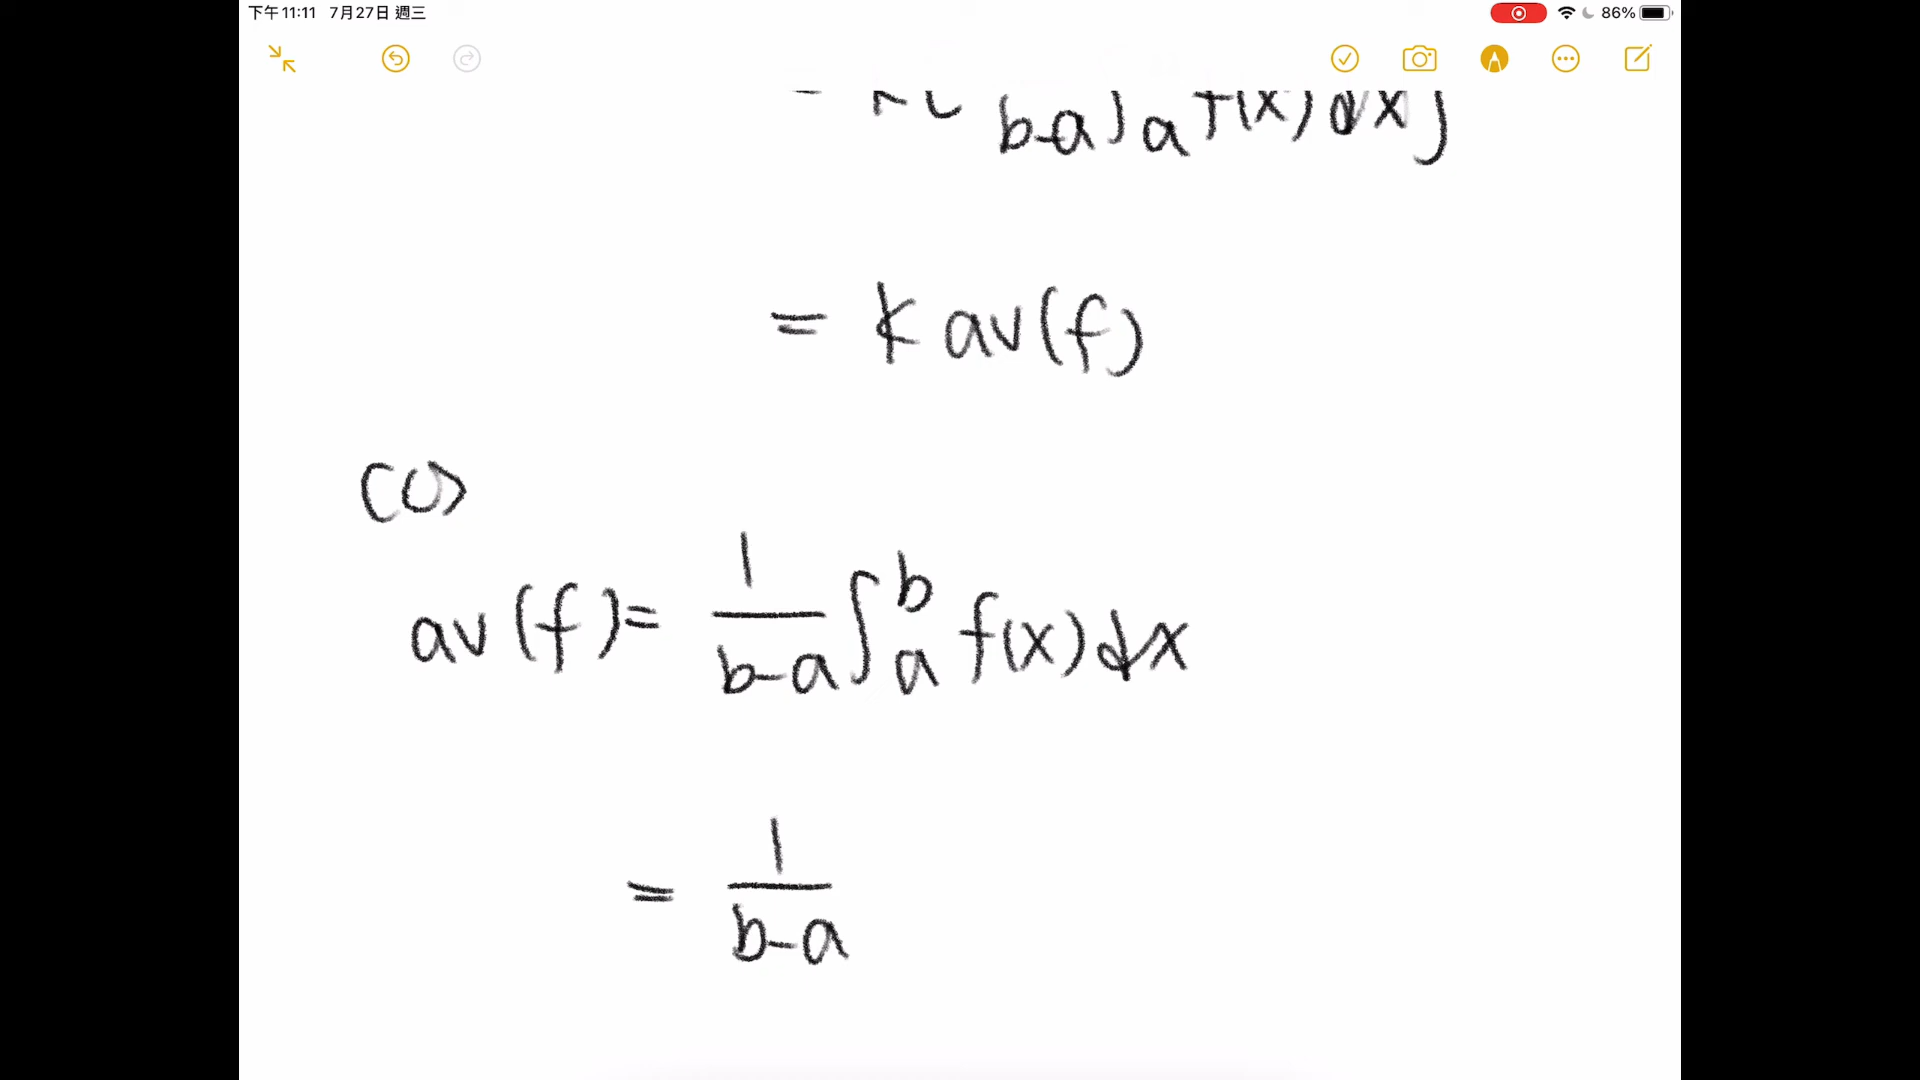 下午11:11 7月27日 週三 86%
b-a ∫a f(x)dx]
= k av(f)
(c)
av(f)= 1/(b-a) ∫_a^b f(x)dx
= 1/(b-a)